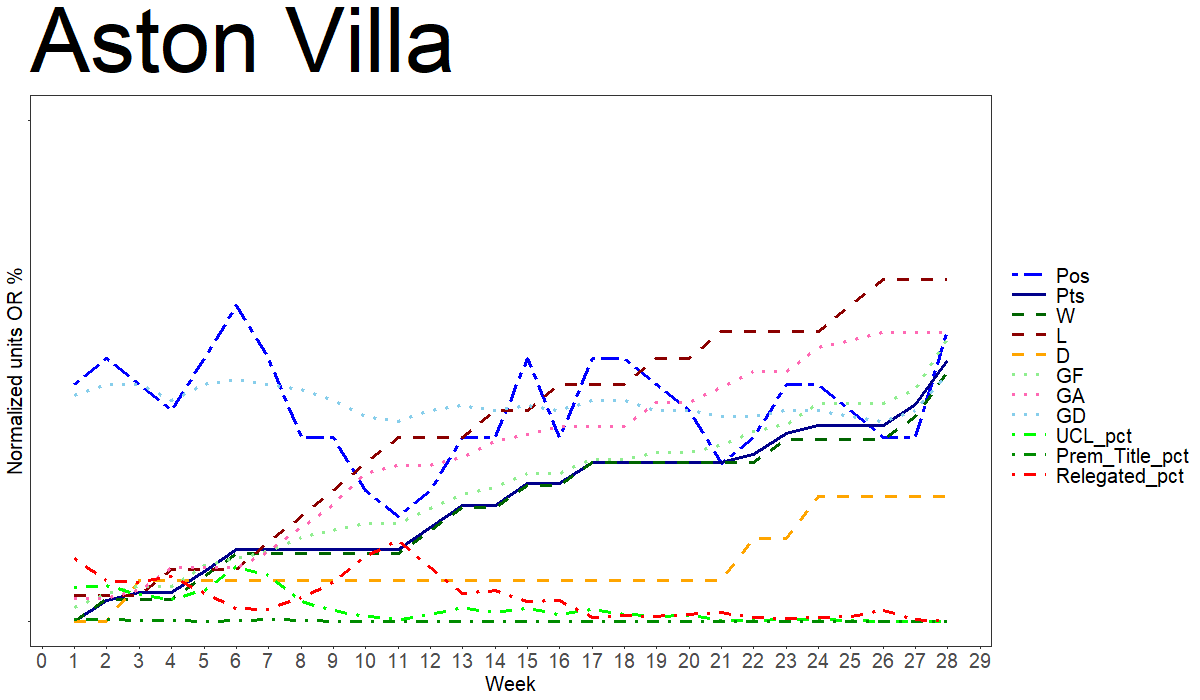 Aston Villa
Normalized units OR %
Pos
Pts
W
L
D
GF
GA
GD
UCL_pct
Prem_Title_pct
Relegated_pct
0 1 2 3 4 5 6 7 8 9 10 11 12 13 14 15 16 17 18 19 20 21 22 23 24 25 26 27 28 29
Week